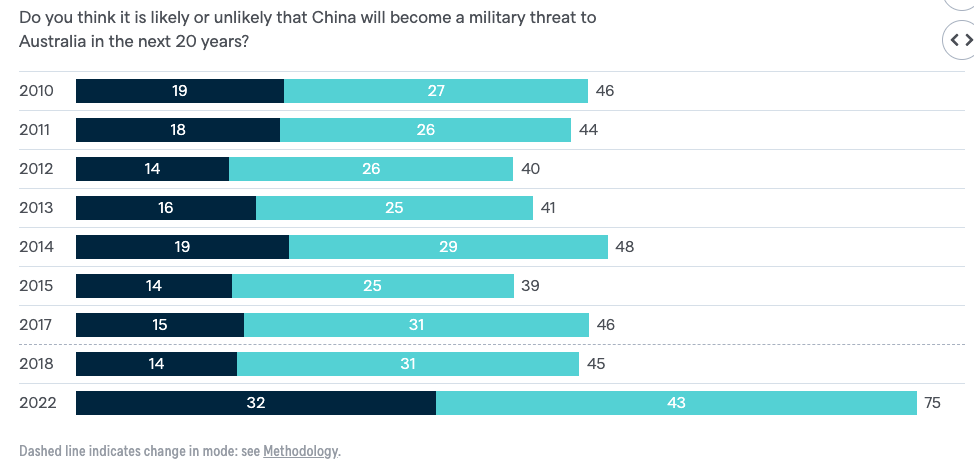 Do you think it is likely or unlikely that China will become a military threat to
Australia in the next 20 years?
2010 19 27 46
2011 18 26 44
2012 14 26 40
2013 16 25 41
2014 19 29 48
2015 14 25 39
2017 15 31 46
2018 14 31 45
2022 32 43 75
Dashed line indicates change in mode: see Methodology.